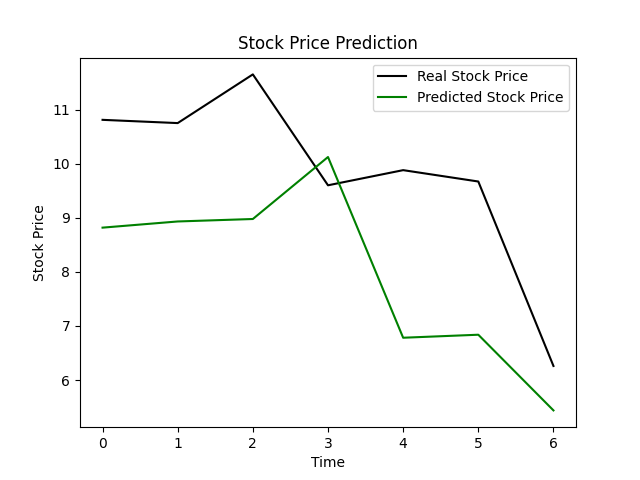 Stock Price Prediction
Real Stock Price
Predicted Stock Price
Stock Price
11
10
9
8
7
6
0 1 2 3 4 5 6
Time